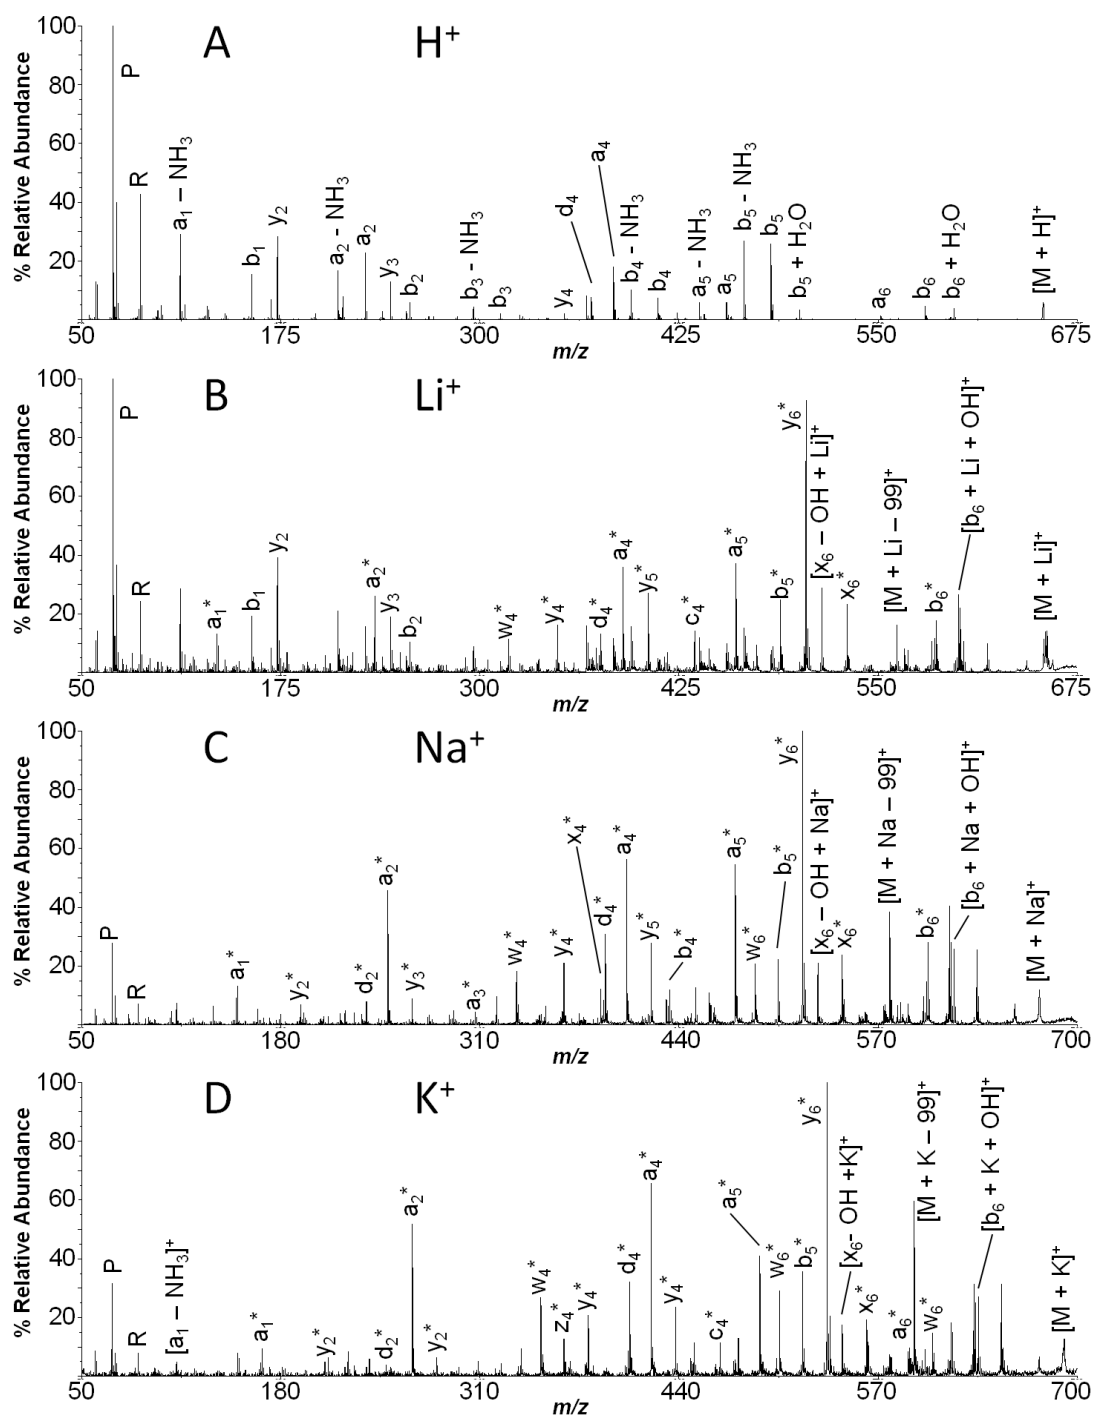 100
80
60
40
20
% Relative Abundance
A
H⁺
P
R
a₁ – NH₃
b₁
y₂
a₂ - NH₃
a₂
y₃
b₂
b₃ - NH₃
b₃
y₄
d₄
a₄
b₄ - NH₃
b₄
a₅ - NH₃
a₅
b₅ - NH₃
b₅
b₅ + H₂O
a₆
b₆
b₆ + H₂O
[M + H]⁺
50 175 300 425 550 675
m/z
100
80
60
40
20
% Relative Abundance
B
Li⁺
P
R
a₁*
b₁
y₂
a₂*
y₃
b₂
w₄*
y₄*
d₄*
a₄*
y₅*
c₄*
a₅*
b₅*
y₆*
[x₆ – OH + Li]⁺
x₆*
[M + Li – 99]⁺
b₆*
[b₆ + Li + OH]⁺
[M + Li]⁺
50 175 300 425 550 675
m/z
100
80
60
40
20
% Relative Abundance
C
Na⁺
P
R
a₁*
y₂*
d₂*
a₂*
y₃*
a₃*
w₄*
y₄*
x₄*
d₄*
a₄*
y₅*
b₄*
a₅*
w₆*
b₅*
y₆*
[x₆ – OH + Na]⁺
x₆*
[M + Na – 99]⁺
b₆*
[b₆ + Na + OH]⁺
[M + Na]⁺
50 180 310 440 570 700
m/z
100
80
60
40
20
% Relative Abundance
D
K⁺
P
R
[a₁ – NH₃]⁺
a₁*
y₂*
d₂*
a₂*
y₂*
w₄*
z₄*
y₄*
d₄*
a₄*
y₄*
c₄*
a₅*
w₆*
b₅*
y₆*
[x₆- OH +K]⁺
x₆*
a₆*
[M + K – 99]⁺
w₆*
[b₆ + K + OH]⁺
[M + K]⁺
50 180 310 440 570 700
m/z